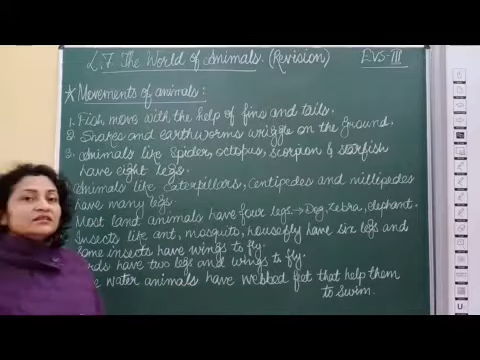 L.7 The World of Animals. (Revision) EVS-III
* Movements of animals:
1. Fish move with the help of fins and tails.
2. Snakes and earthworms wriggle on the ground.
3. Animals like Spider, octopus, scorpion & starfish
have eight legs.
Animals like Caterpillars, Centipedes and millipedes
have many legs.
Most land animals have four legs → Dog, zebra, elephant.
Insects like ant, mosquito, housefly have six legs and
some insects have wings to fly.
have two legs and wings to fly.
water animals have webbed feet that help them
to swim.